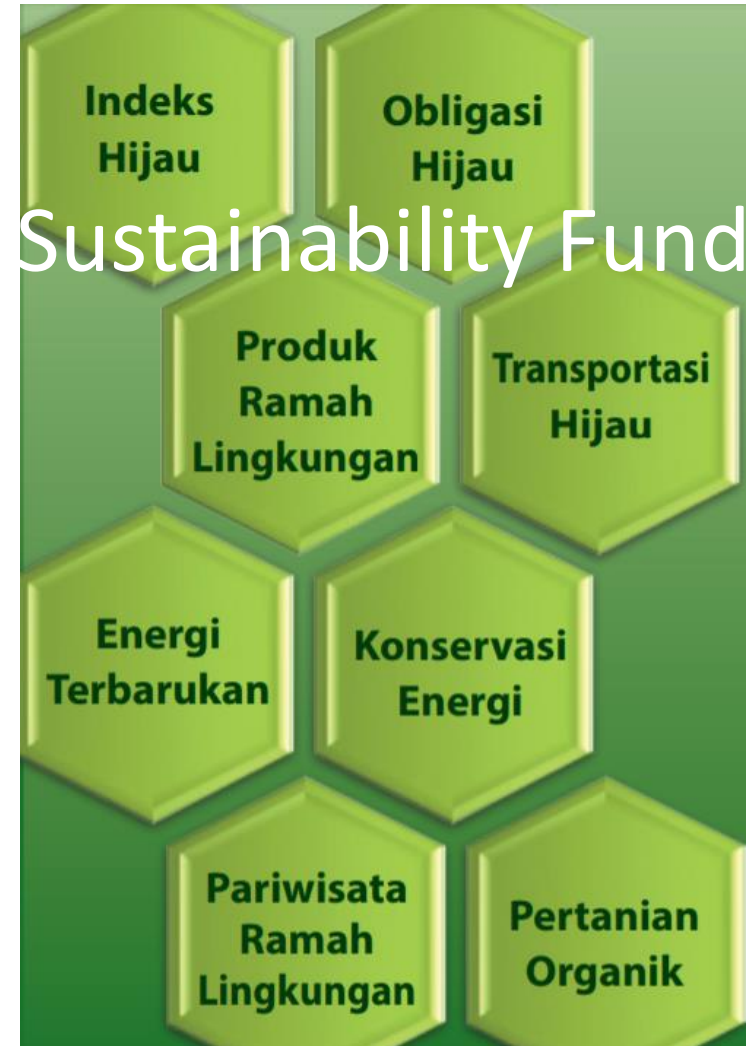 Indeks
Hijau
Obligasi
Hijau
Sustainability Fund
Produk
Ramah
Lingkungan
Transportasi
Hijau
Energi
Terbarukan
Konservasi
Energi
Pariwisata
Ramah
Lingkungan
Pertanian
Organik